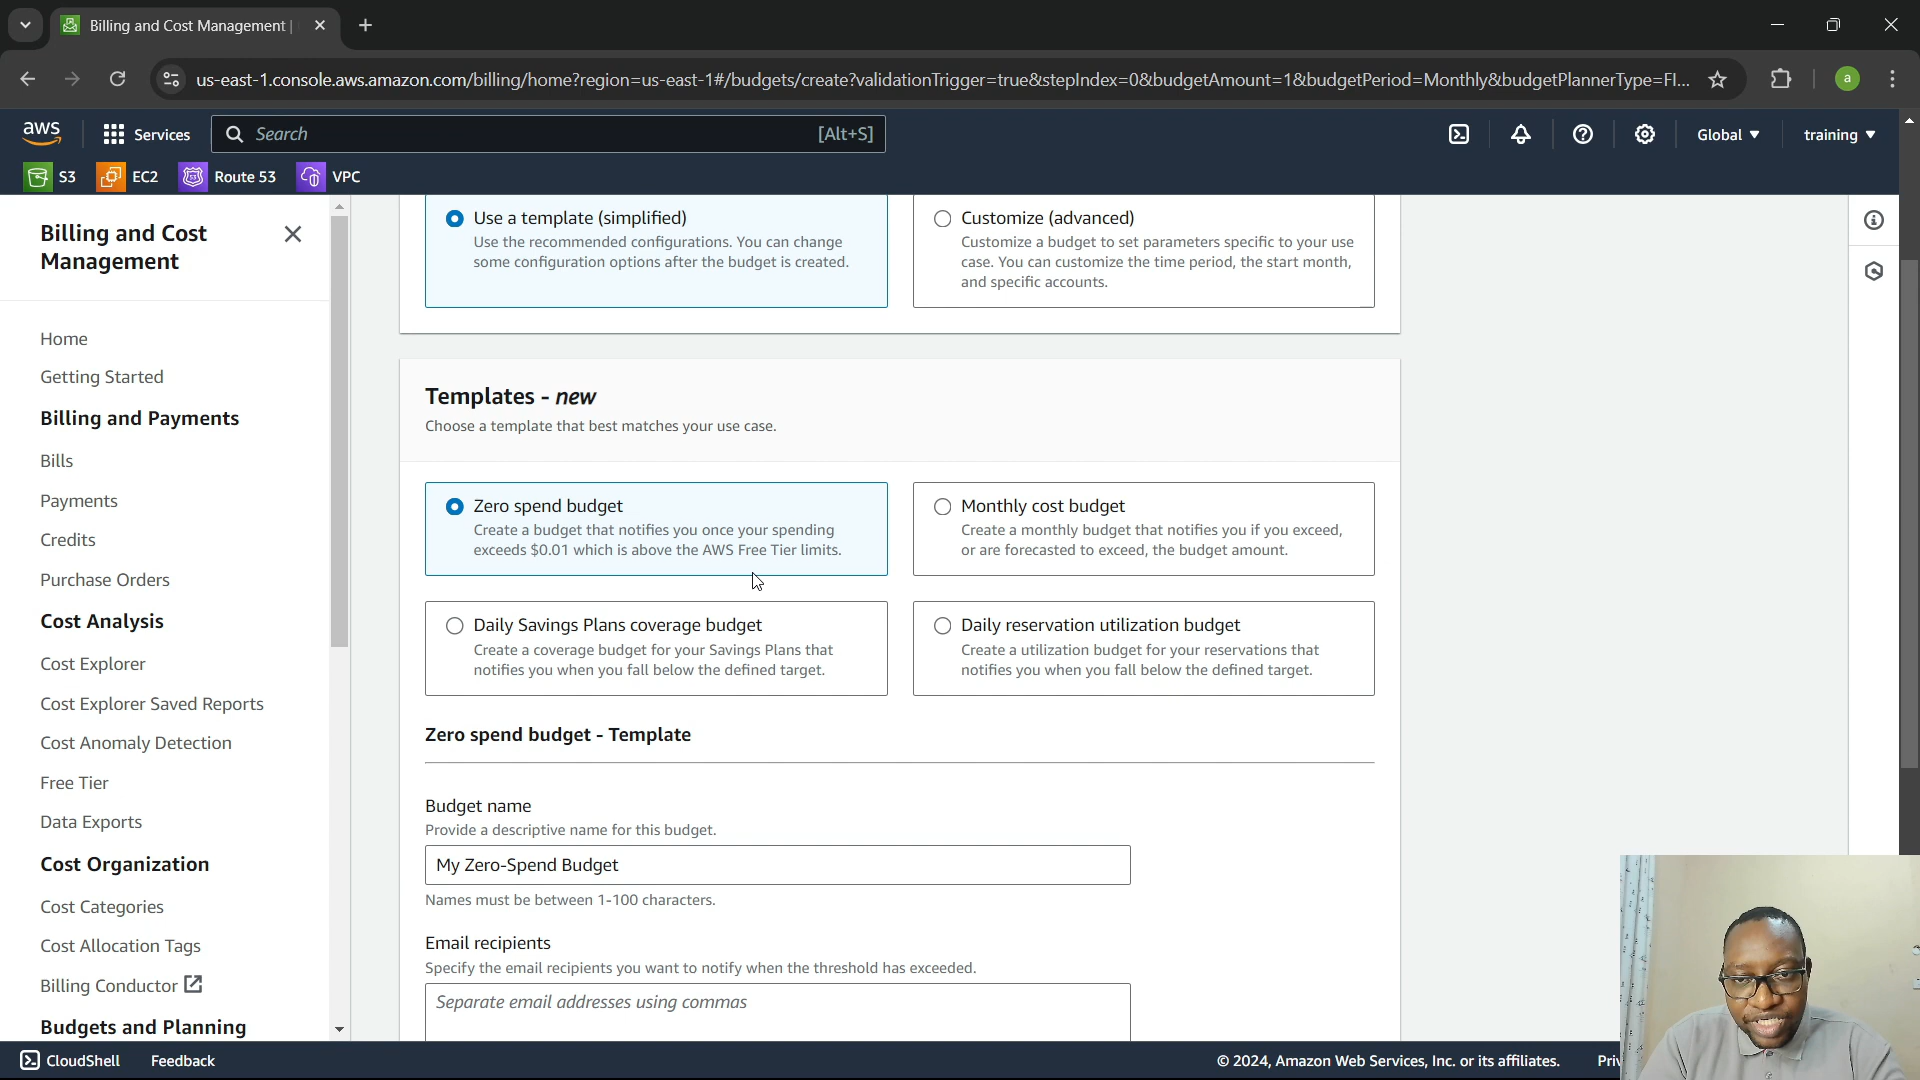 Billing and Cost Management |
us-east-1.console.aws.amazon.com/billing/home?region=us-east-1#/budgets/create?validationTrigger=true&stepIndex=0&budgetAmount=1&budgetPeriod=Monthly&budgetPlannerType=FI...
a
aws
Services
Search
[Alt+S]
Global
training
S3
EC2
Route 53
VPC
Billing and Cost
Management
Home
Getting Started
Billing and Payments
Bills
Payments
Credits
Purchase Orders
Cost Analysis
Cost Explorer
Cost Explorer Saved Reports
Cost Anomaly Detection
Free Tier
Data Exports
Cost Organization
Cost Categories
Cost Allocation Tags
Billing Conductor
Budgets and Planning
Use a template (simplified)
Use the recommended configurations. You can change
some configuration options after the budget is created.
Customize (advanced)
Customize a budget to set parameters specific to your use
case. You can customize the time period, the start month,
and specific accounts.
Templates - new
Choose a template that best matches your use case.
Zero spend budget
Create a budget that notifies you once your spending
exceeds $0.01 which is above the AWS Free Tier limits.
Monthly cost budget
Create a monthly budget that notifies you if you exceed,
or are forecasted to exceed, the budget amount.
Daily Savings Plans coverage budget
Create a coverage budget for your Savings Plans that
notifies you when you fall below the defined target.
Daily reservation utilization budget
Create a utilization budget for your reservations that
notifies you when you fall below the defined target.
Zero spend budget - Template
Budget name
Provide a descriptive name for this budget.
My Zero-Spend Budget
Names must be between 1-100 characters.
Email recipients
Specify the email recipients you want to notify when the threshold has exceeded.
Separate email addresses using commas
CloudShell
Feedback
© 2024, Amazon Web Services, Inc. or its affiliates.